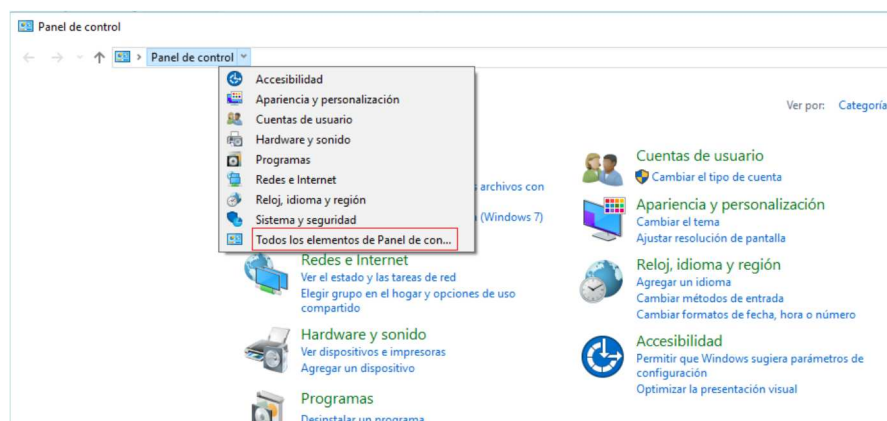 Panel de control
Panel de control
Accesibilidad
Apariencia y personalización
Cuentas de usuario
Hardware y sonido
Programas
Redes e Internet
Reloj, idioma y región
Sistema y seguridad
Todos los elementos de Panel de con...
Ver por: Categoría
archivos con
(Windows 7)
Redes e Internet
Ver el estado y las tareas de red
Elegir grupo en el hogar y opciones de uso
compartido
Hardware y sonido
Ver dispositivos e impresoras
Agregar un dispositivo
Programas
Desinstalar un programa
Cuentas de usuario
Cambiar el tipo de cuenta
Apariencia y personalización
Cambiar el tema
Ajustar resolución de pantalla
Reloj, idioma y región
Agregar un idioma
Cambiar métodos de entrada
Cambiar formatos de fecha, hora o número
Accesibilidad
Permitir que Windows sugiera parámetros de
configuración
Optimizar la presentación visual